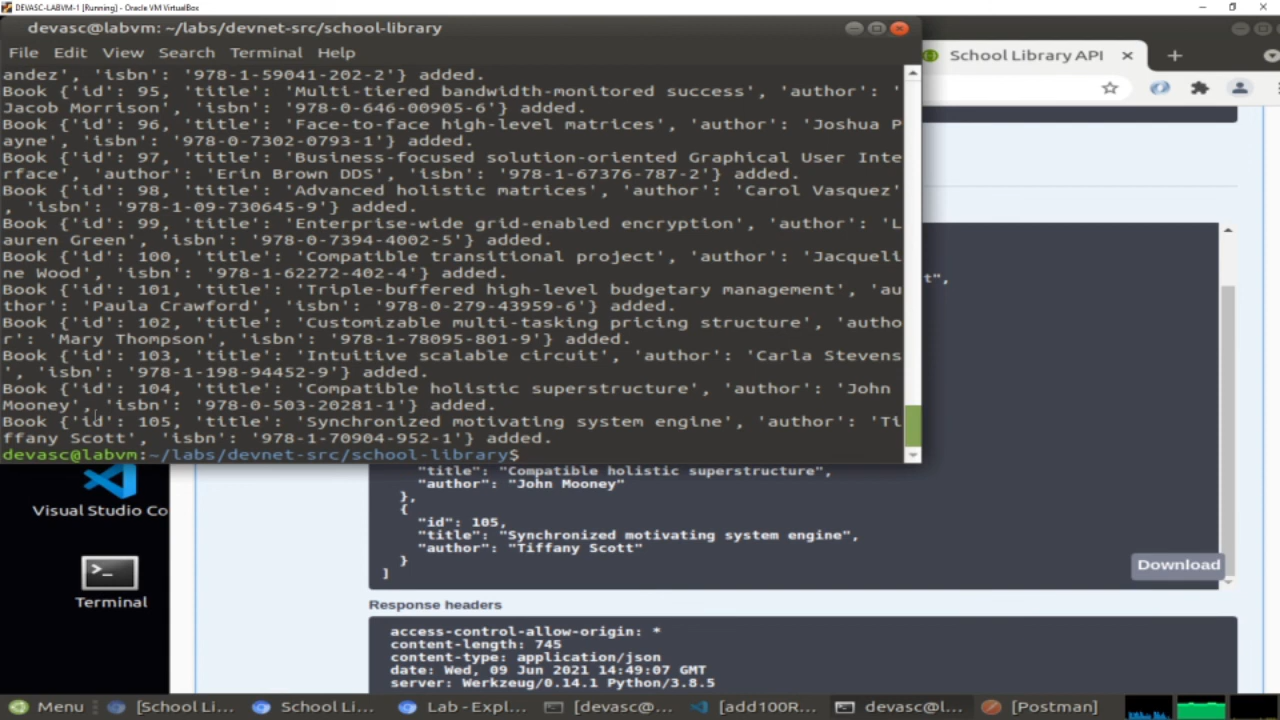 DEVASC-LABVM-1 [Running] - Oracle VM VirtualBox
devasc@labvm: ~/labs/devnet-src/school-library
File Edit View Search Terminal Help
School Library API
andez', 'isbn': '978-1-59041-202-2'} added.
Book {'id': 95, 'title': 'Multi-tiered bandwidth-monitored success', 'author': '
Jacob Morrison', 'isbn': '978-0-646-00905-6'} added.
Book {'id': 96, 'title': 'Face-to-face high-level matrices', 'author': 'Joshua P
ayne', 'isbn': '978-0-7302-0793-1'} added.
Book {'id': 97, 'title': 'Business-focused solution-oriented Graphical User Inte
rface', 'author': 'Erin Brown DDS', 'isbn': '978-1-67376-787-2'} added.
Book {'id': 98, 'title': 'Advanced holistic matrices', 'author': 'Carol Vasquez'
, 'isbn': '978-1-09-730645-9'} added.
Book {'id': 99, 'title': 'Enterprise-wide grid-enabled encryption', 'author': 'L
auren Green', 'isbn': '978-0-7394-4002-5'} added.
Book {'id': 100, 'title': 'Compatible transitional project', 'author': 'Jacqueli
ne Wood', 'isbn': '978-1-62272-402-4'} added.
Book {'id': 101, 'title': 'Triple-buffered high-level budgetary management', 'au
thor': 'Paula Crawford', 'isbn': '978-0-279-43959-6'} added.
Book {'id': 102, 'title': 'Customizable multi-tasking pricing structure', 'autho
r': 'Mary Thompson', 'isbn': '978-1-78095-801-9'} added.
Book {'id': 103, 'title': 'Intuitive scalable circuit', 'author': 'Carla Stevens
', 'isbn': '978-1-198-94452-9'} added.
Book {'id': 104, 'title': 'Compatible holistic superstructure', 'author': 'John
Mooney', 'isbn': '978-0-503-20281-1'} added.
Book {'id': 105, 'title': 'Synchronized motivating system engine', 'author': 'Ti
ffany Scott', 'isbn': '978-1-70904-952-1'} added.
devasc@labvm:~/labs/devnet-src/school-library$
t",
"title": "Compatible holistic superstructure",
"author": "John Mooney"
},
{
"id": 105,
"title": "Synchronized motivating system engine",
"author": "Tiffany Scott"
}
]
Download
Visual Studio Co
Terminal
Response headers
access-control-allow-origin: *
content-length: 745
content-type: application/json
date: Wed, 09 Jun 2021 14:49:07 GMT
server: Werkzeug/0.14.1 Python/3.8.5
Menu [School Li... School Li... Lab - Expl... [devasc@... [add100R... devasc@l... [Postman]